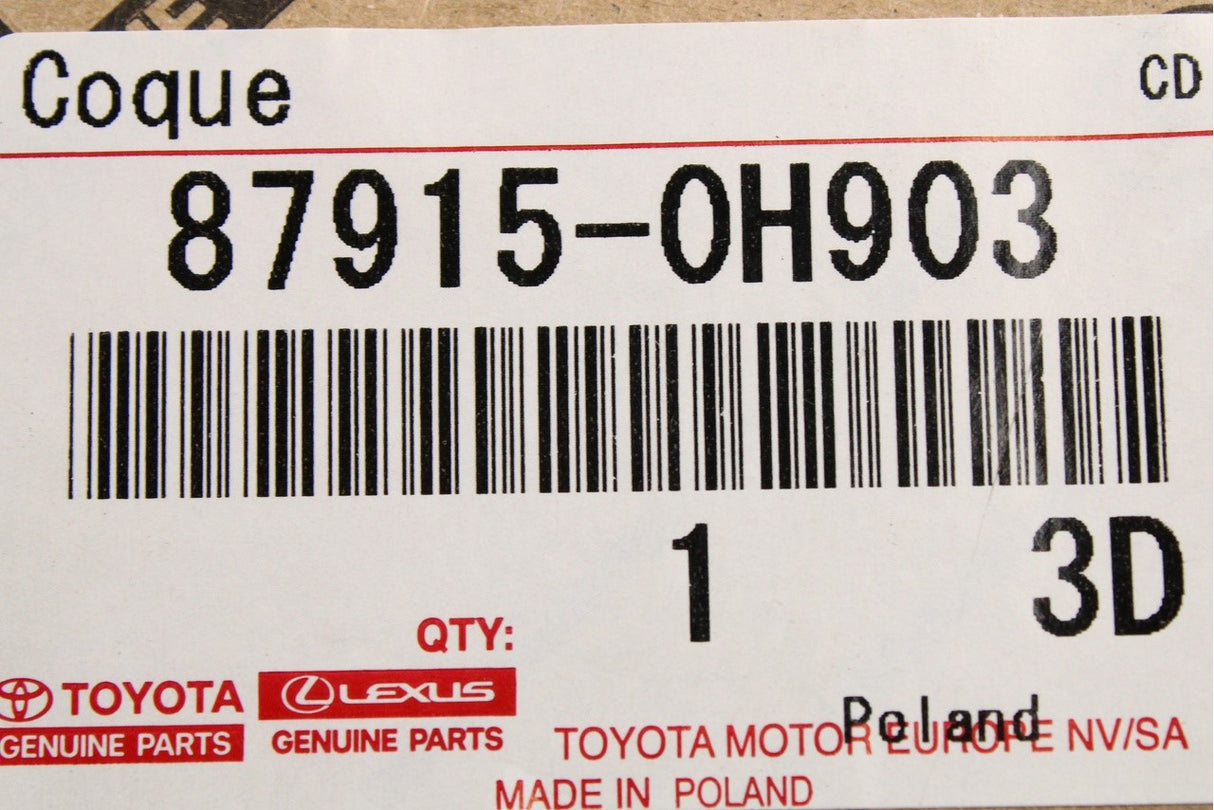 Coque CD
87915-0H903
1 3D
QTY:
TOYOTA LEXUS
GENUINE PARTS GENUINE PARTS
Poland
TOYOTA MOTOR EUROPE NV/SA
MADE IN POLAND